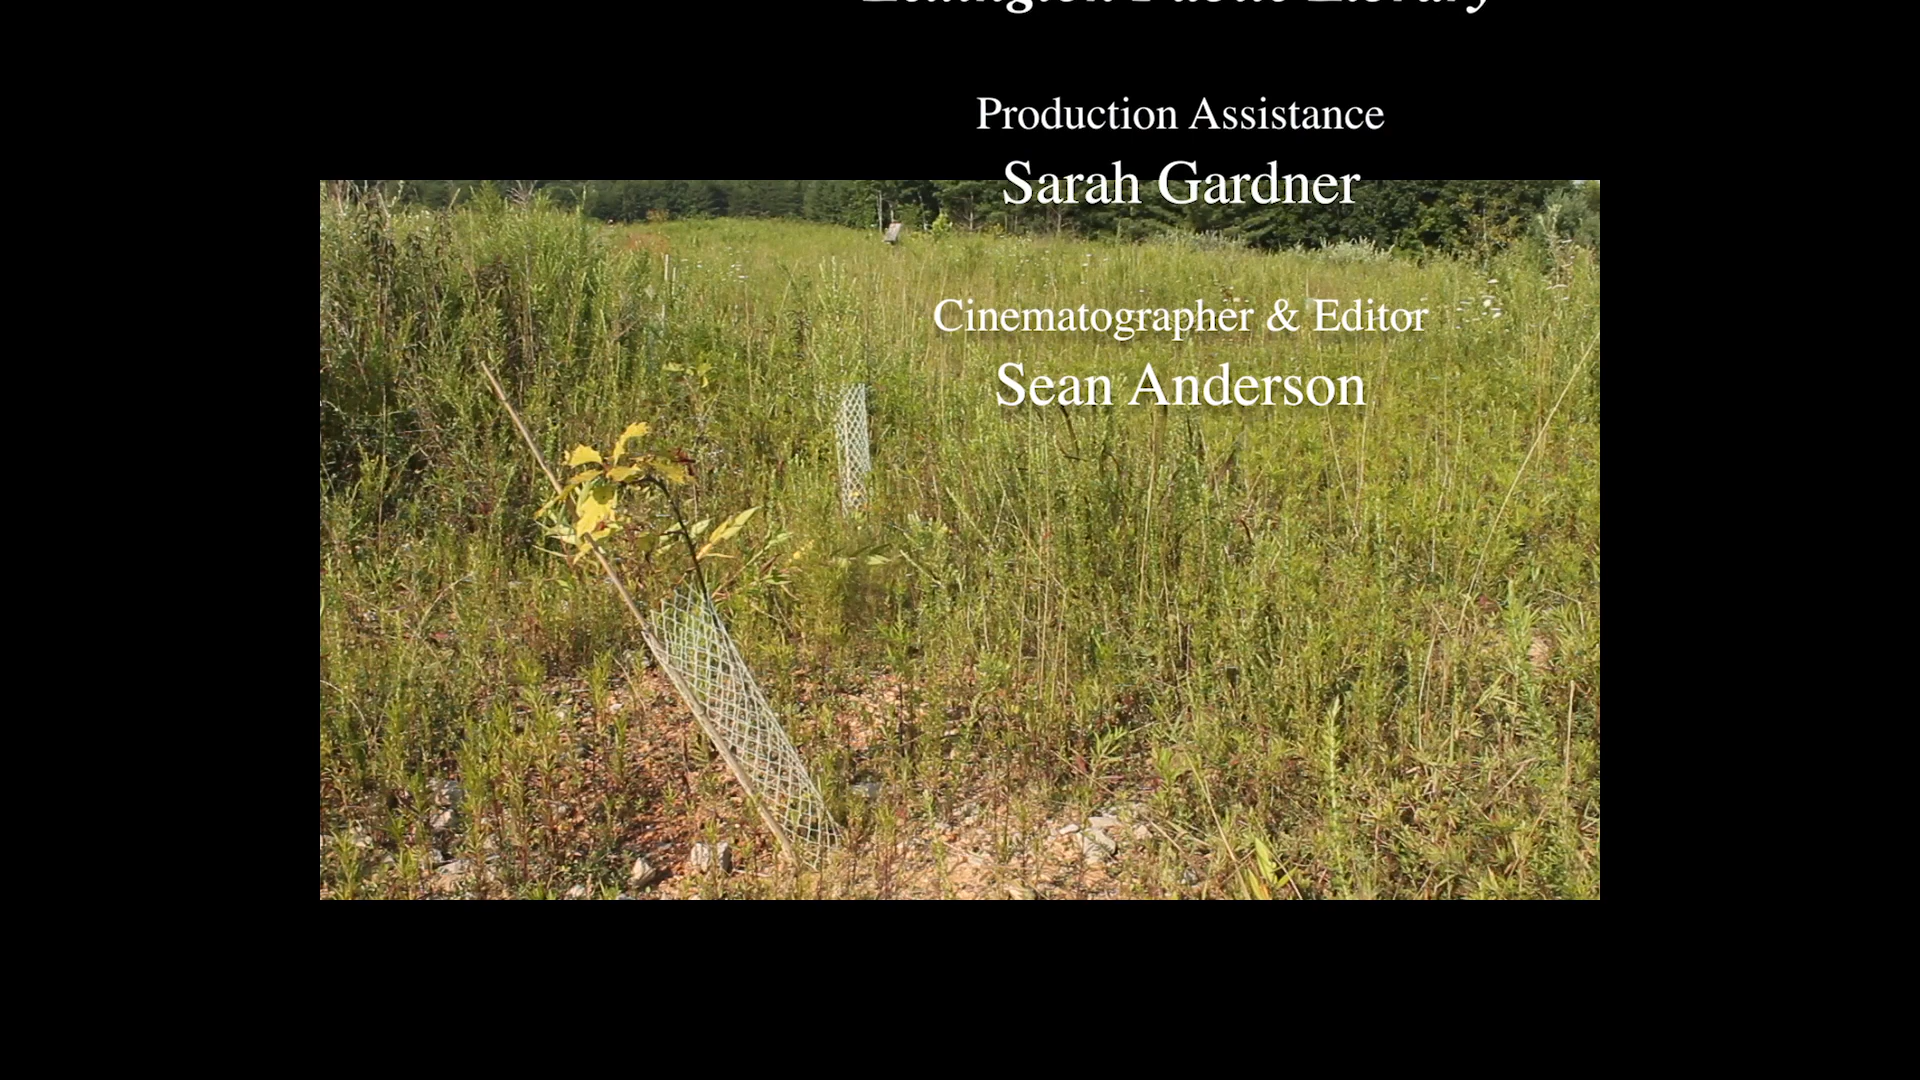 Production Assistance
Sarah Gardner
Cinematographer & Editor
Sean Anderson